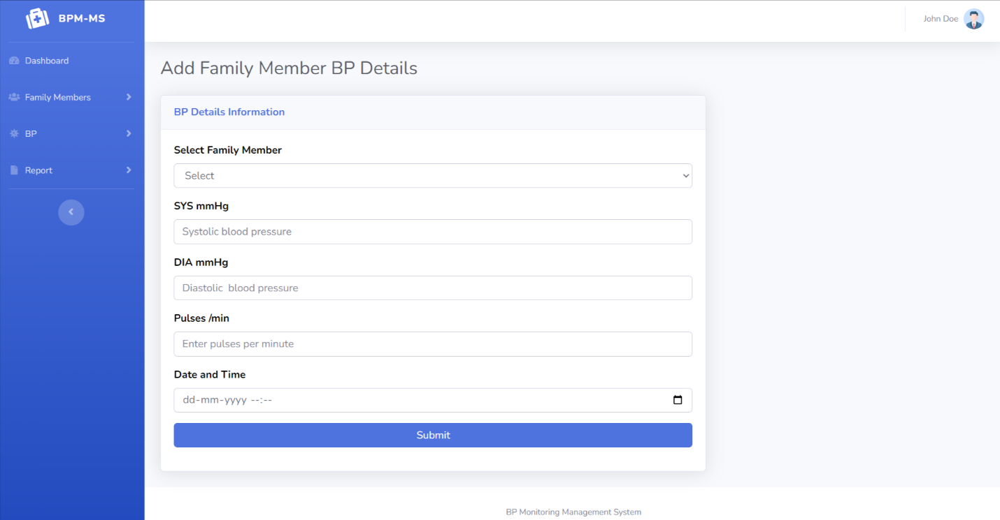 BPM-MS
John Doe
Dashboard
Family Members
BP
Report
Add Family Member BP Details
BP Details Information
Select Family Member
Select
SYS mmHg
Systolic blood pressure
DIA mmHg
Diastolic  blood pressure
Pulses /min
Enter pulses per minute
Date and Time
dd-mm-yyyy --:--
Submit
BP Monitoring Management System